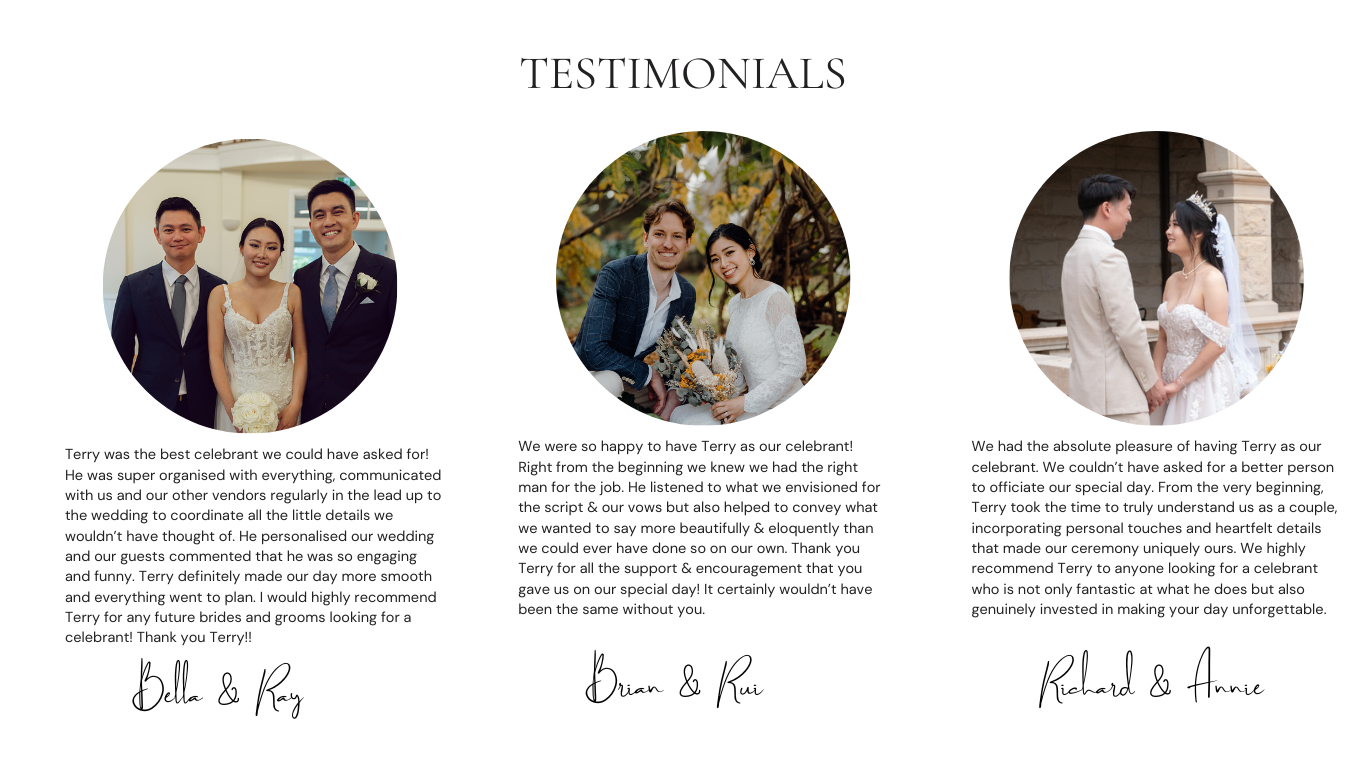 TESTIMONIALS
Terry was the best celebrant we could have asked for!
He was super organised with everything, communicated
with us and our other vendors regularly in the lead up to
the wedding to coordinate all the little details we
wouldn’t have thought of. He personalised our wedding
and our guests commented that he was so engaging
and funny. Terry definitely made our day more smooth
and everything went to plan. I would highly recommend
Terry for any future brides and grooms looking for a
celebrant! Thank you Terry!!
Bella & Ray
We were so happy to have Terry as our celebrant!
Right from the beginning we knew we had the right
man for the job. He listened to what we envisioned for
the script & our vows but also helped to convey what
we wanted to say more beautifully & eloquently than
we could ever have done so on our own. Thank you
Terry for all the support & encouragement that you
gave us on our special day! It certainly wouldn’t have
been the same without you.
Brian & Rui
We had the absolute pleasure of having Terry as our
celebrant. We couldn’t have asked for a better person
to officiate our special day. From the very beginning,
Terry took the time to truly understand us as a couple,
incorporating personal touches and heartfelt details
that made our ceremony uniquely ours. We highly
recommend Terry to anyone looking for a celebrant
who is not only fantastic at what he does but also
genuinely invested in making your day unforgettable.
Richard & Annie